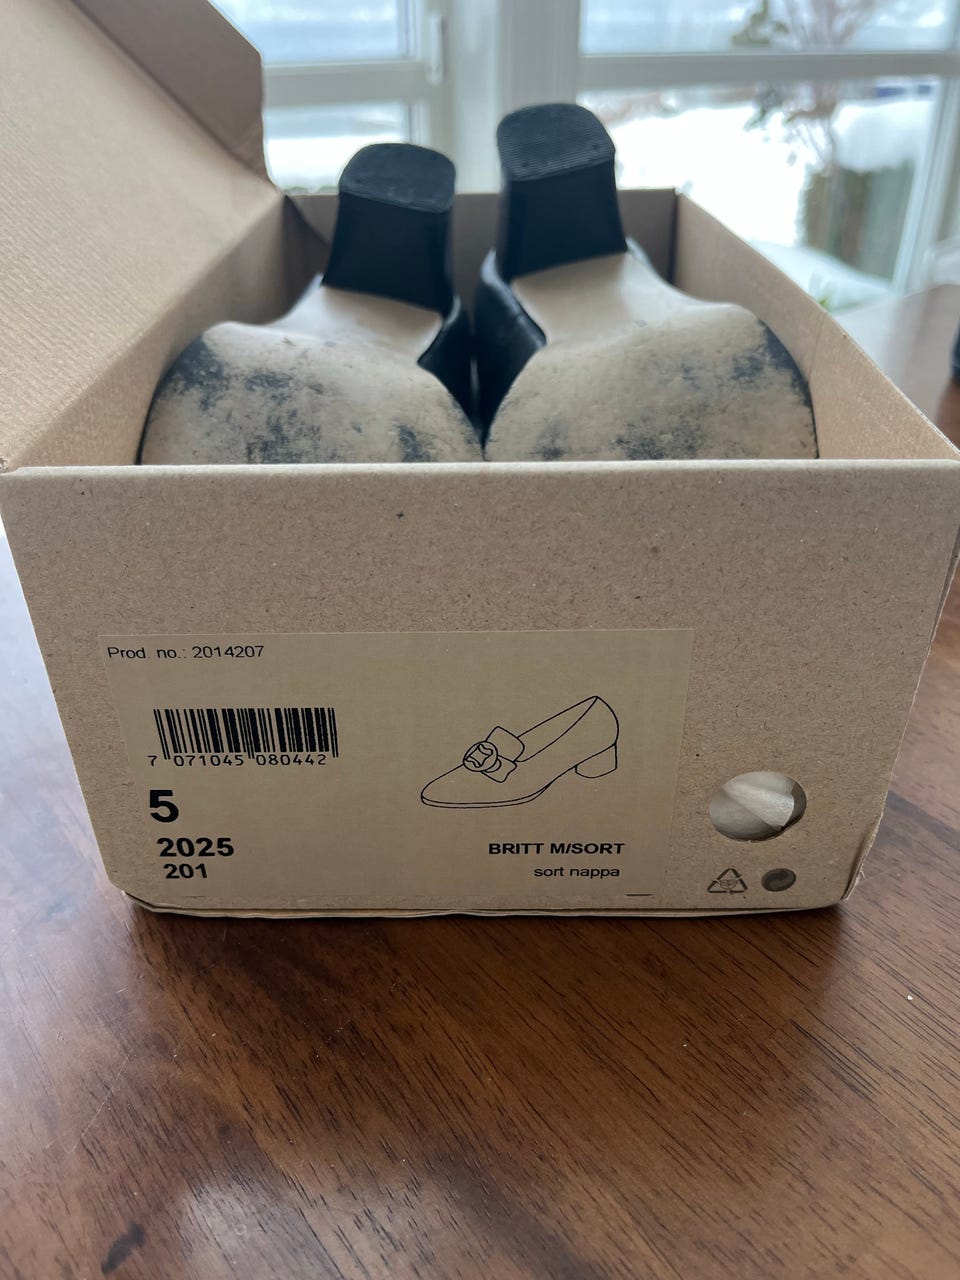 Prod. no.: 2014207
7 071045 080442
5
2025
201
BRITT M/SORT
sort nappa